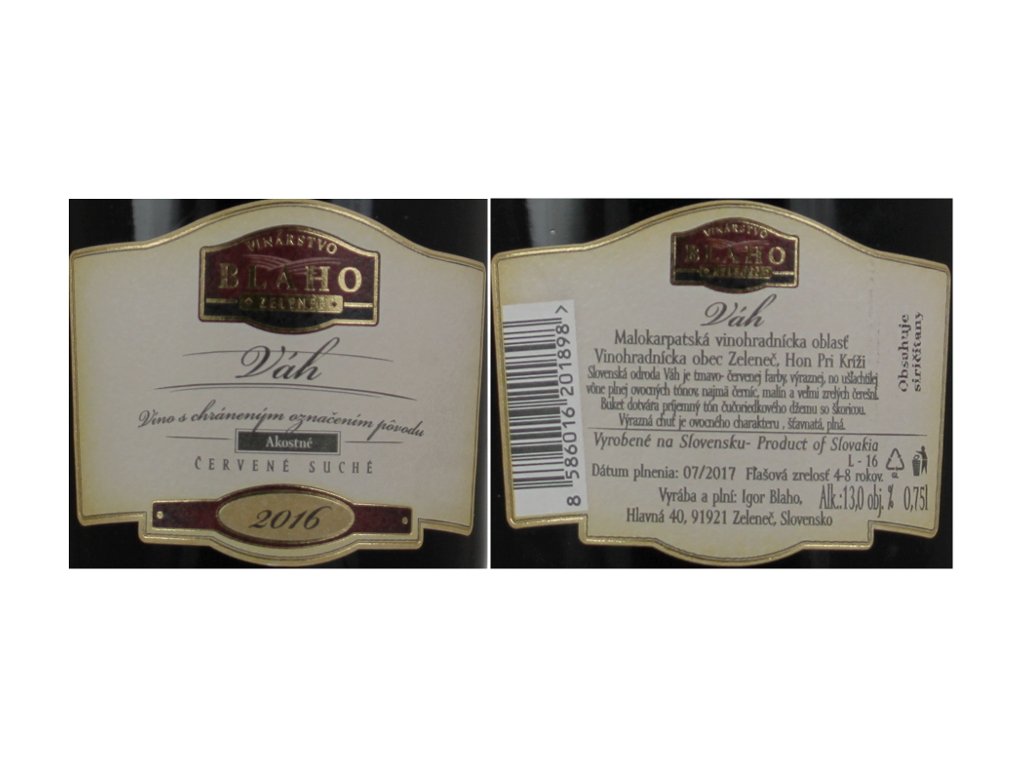 VINÁRSTVO
BLAHO
ZELENEČ
Váh
Víno s chráneným označením pôvodu
Akostné
ČERVENÉ SUCHÉ
2016
VINÁRSTVO
BLAHO
ZELENEČ
Váh
Malokarpatská vinohradnícka oblasť
Vinohradnícka obec Zeleneč, Hon Pri Kríži
Slovenská odroda Váh je tmavo- červenej farby, výraznej, no ušľachtilej
vône plnej ovocných tónov, najmä černíc, malín a veľmi zrelých čerešní.
Buket dotvára príjemný tón čučoriedkového džemu so škoricou.
Výrazná chuť je ovocného charakteru , šťavnatá, plná.
Vyrobené na Slovensku- Product of Slovakia
L - 16
Dátum plnenia: 07/2017 Fľašová zrelosť 4-8 rokov.
Vyrába a plní: Igor Blaho, Alk.:13,0 obj. % 0,75l
Hlavná 40, 91921 Zeleneč, Slovensko
Obsahuje
siričitany
8 586016 201898 >